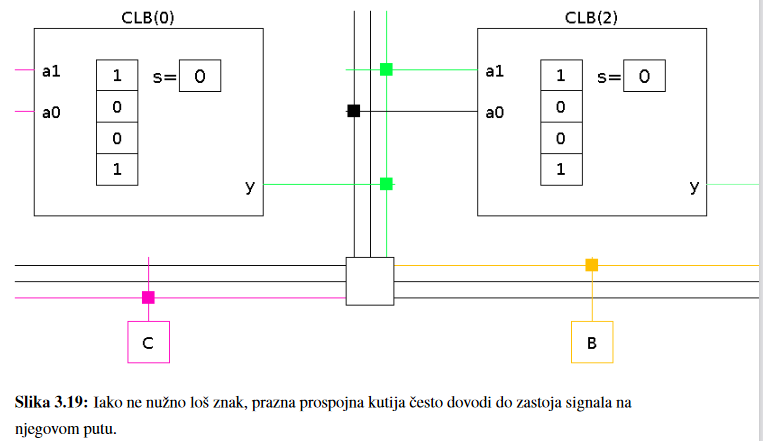 CLB(0) CLB(2)
a1 1 s= 0 a1 1 s= 0
a0 0 a0 0
0 0
1 1
y y
C B
Slika 3.19: Iako ne nužno loš znak, prazna prospojna kutija često dovodi do zastoja signala na
njegovom putu.